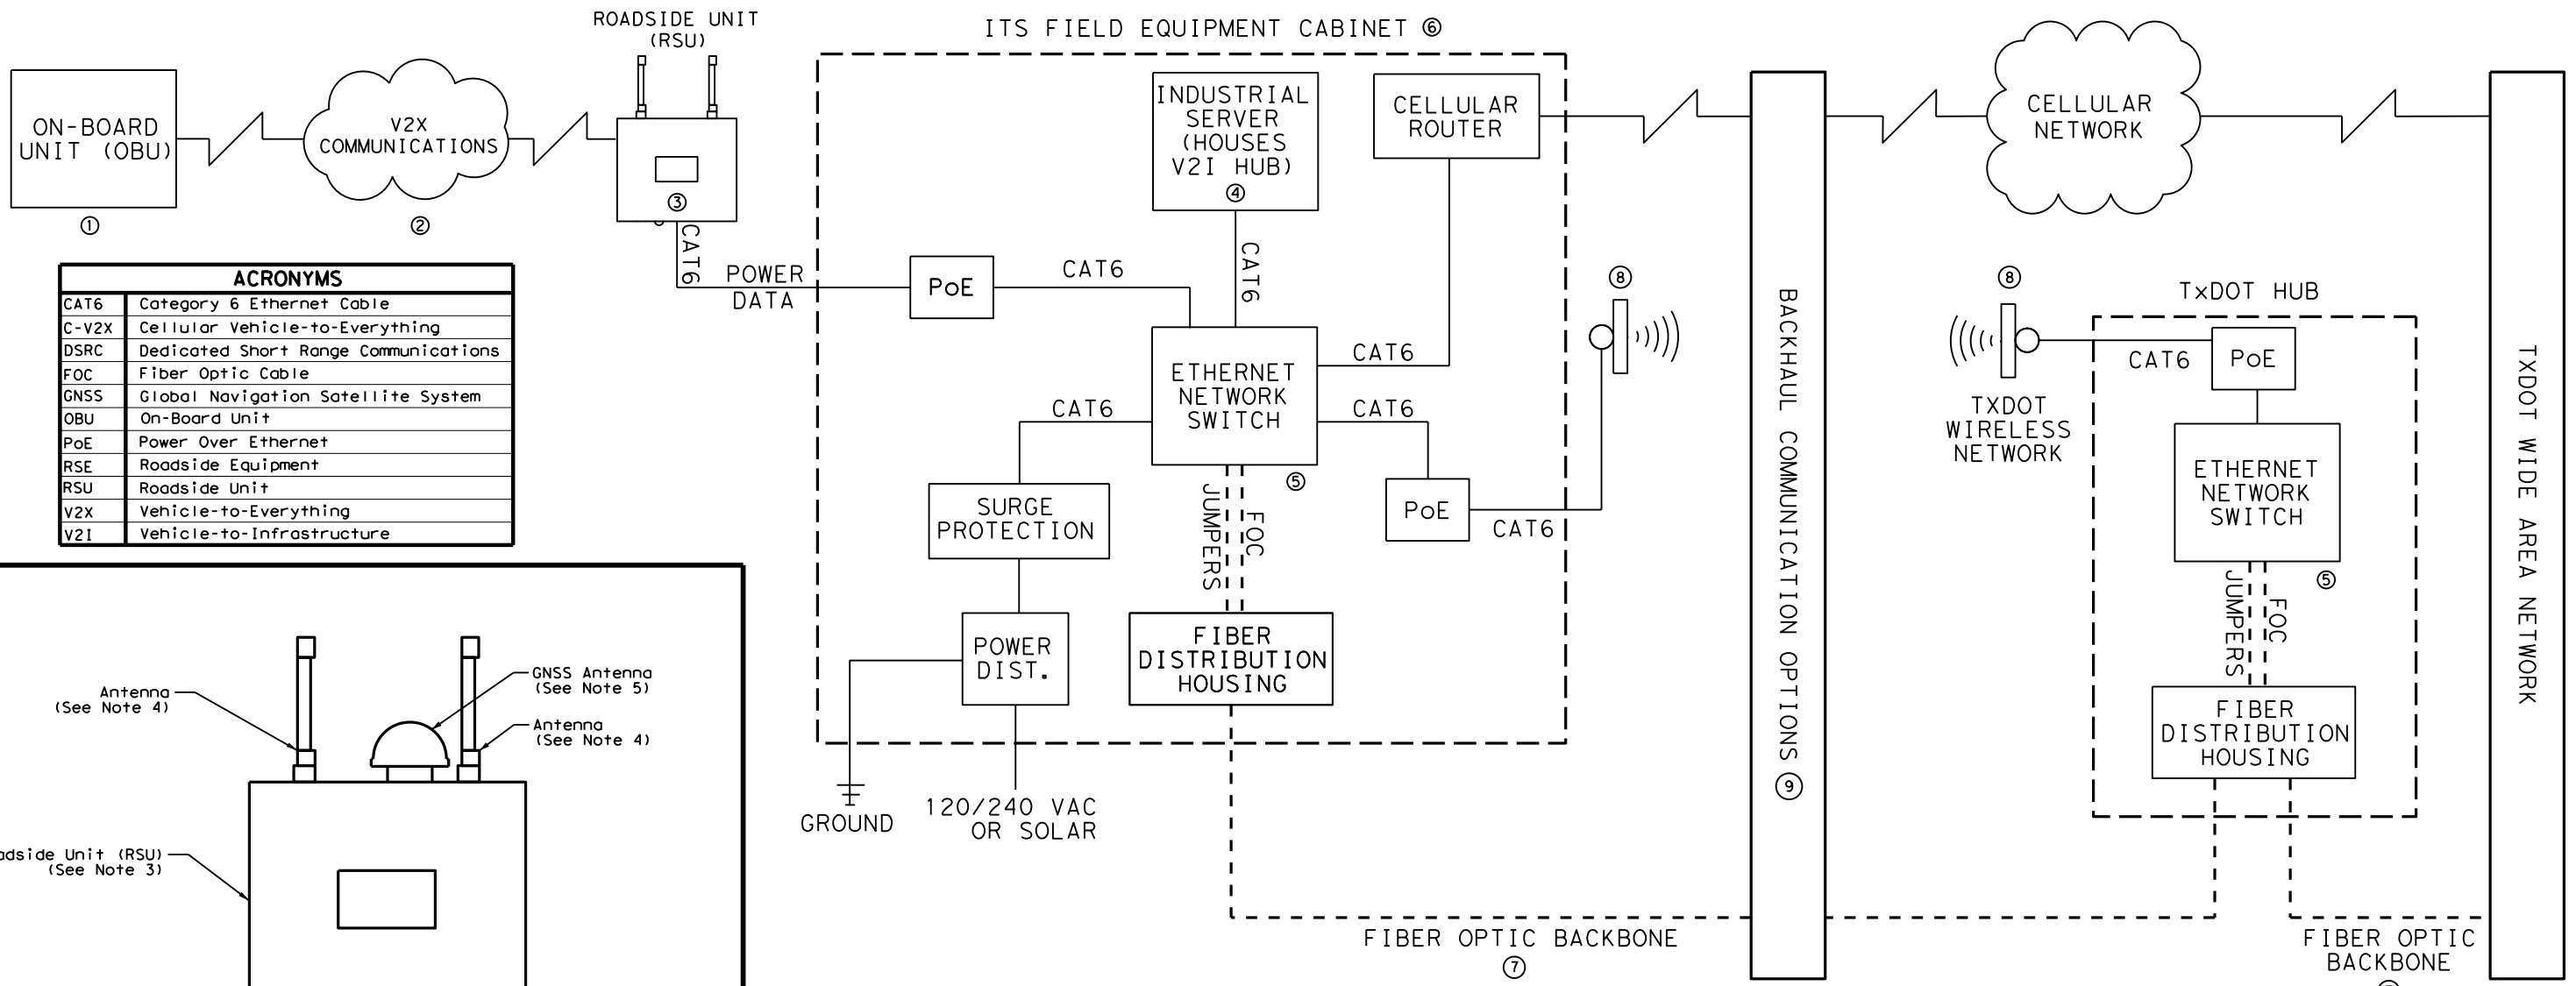 ROADSIDE UNIT
(RSU)
ITS FIELD EQUIPMENT CABINET ⑥
ON-BOARD
UNIT (OBU)
①
V2X
COMMUNICATIONS
②
③
CAT6
POWER
DATA
INDUSTRIAL
SERVER
(HOUSES
V2I HUB)
④
CELLULAR
ROUTER
CELLULAR
NETWORK
PoE
CAT6
CAT6
ETHERNET
NETWORK
SWITCH
⑤
CAT6
CAT6
CAT6
PoE
CAT6
⑧
SURGE
PROTECTION
POWER
DIST.
JUMPERS
FOC
FIBER
DISTRIBUTION
HOUSING
GROUND
120/240 VAC
OR SOLAR
FIBER OPTIC BACKBONE
⑦
BACKHAUL COMMUNICATION OPTIONS ⑨
⑧
TXDOT
WIRELESS
NETWORK
TxDOT HUB
CAT6
PoE
ETHERNET
NETWORK
SWITCH
⑤
JUMPERS
FOC
FIBER
DISTRIBUTION
HOUSING
FIBER OPTIC
BACKBONE
TXDOT WIDE AREA NETWORK
ACRONYMS
CAT6 Category 6 Ethernet Cable
C-V2X Cellular Vehicle-to-Everything
DSRC Dedicated Short Range Communications
FOC Fiber Optic Cable
GNSS Global Navigation Satellite System
OBU On-Board Unit
PoE Power Over Ethernet
RSE Roadside Equipment
RSU Roadside Unit
V2X Vehicle-to-Everything
V2I Vehicle-to-Infrastructure
Antenna
(See Note 4)
GNSS Antenna
(See Note 5)
Antenna
(See Note 4)
adside Unit (RSU)
(See Note 3)